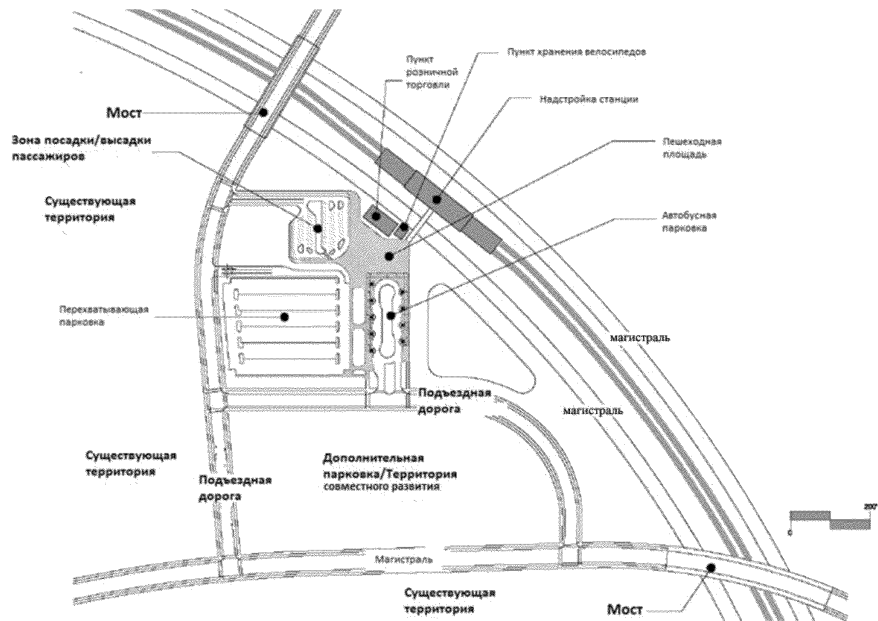 Пункт хранения велосипедов
Пункт
розничной
торговли
Надстройка станции
Мост
Зона посадки/высадки
пассажиров
Пешеходная
площадь
Существующая
территория
Автобусная
парковка
Перехватывающая
парковка
магистраль
магистраль
Подъездная
дорога
Существующая
территория
Подъездная
дорога
Дополнительная
парковка/Территория
совместного развития
200'
0
Магистраль
Существующая
территория
Мост